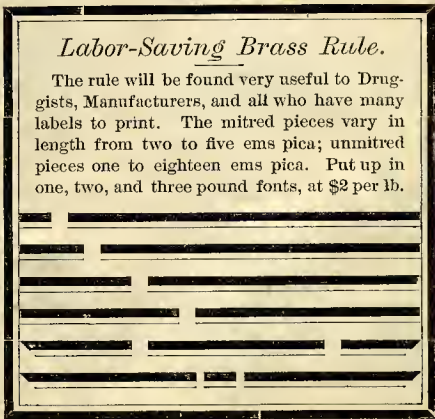 Labor-Saving Brass Rule.
The rule will be found very useful to Drug-
gists, Manufacturers, and all who have many
labels to print. The mitred pieces vary in
length from two to five ems pica; unmitred
pieces one to eighteen ems pica. Put up in
one, two, and three pound fonts, at $2 per lb.